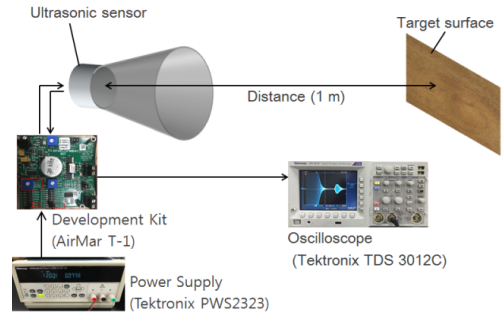 Ultrasonic sensor
Target surface
Distance (1 m)
Development Kit
(AirMar T-1)
Oscilloscope
(Tektronix TDS 3012C)
Power Supply
(Tektronix PWS2323)